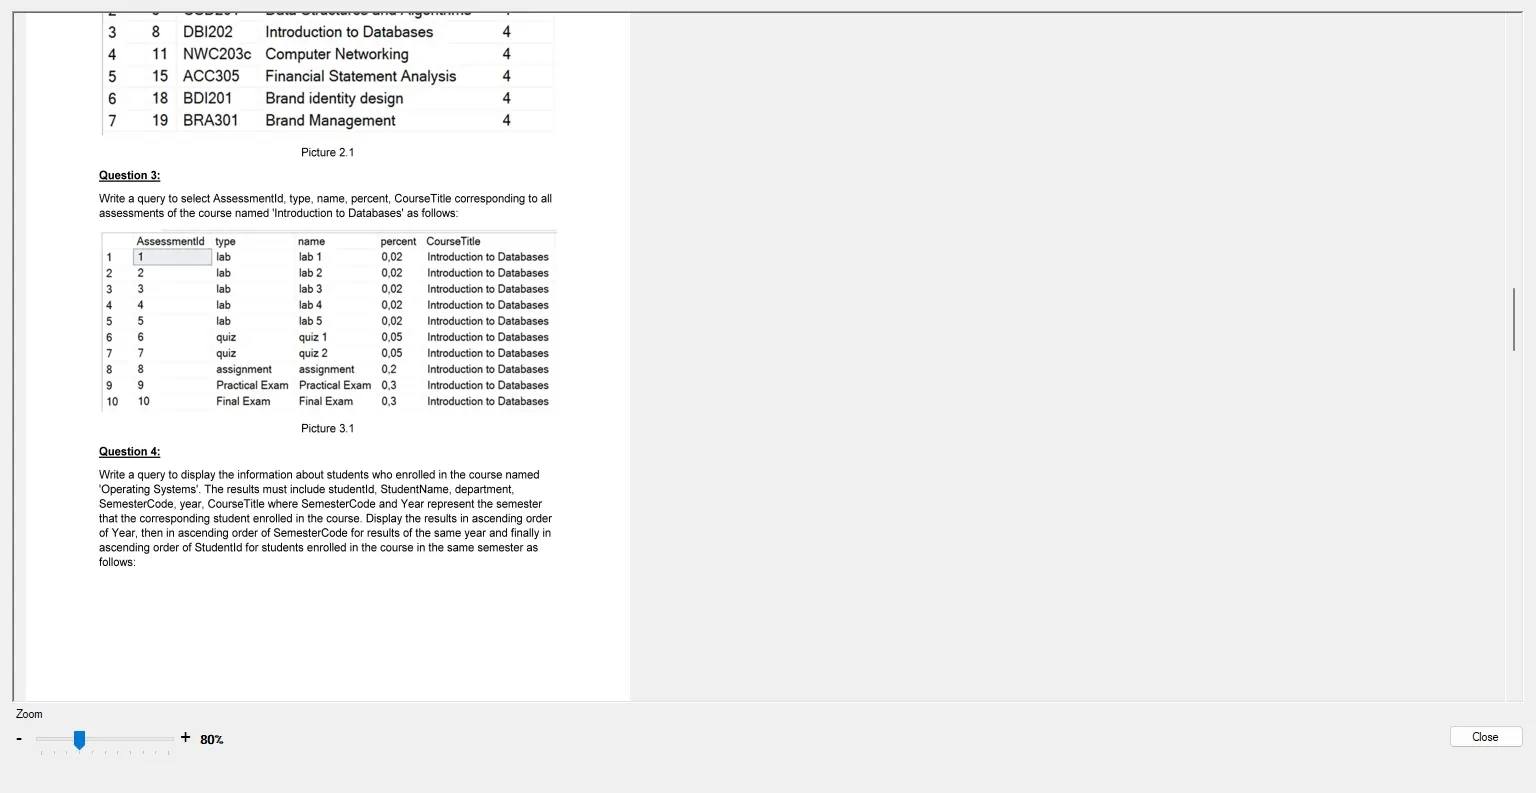 3 8 DBI202 Introduction to Databases 4
4 11 NWC203c Computer Networking 4
5 15 ACC305 Financial Statement Analysis 4
6 18 BDI201 Brand identity design 4
7 19 BRA301 Brand Management 4
Picture 2.1
Question 3:
Write a query to select AssessmentId, type, name, percent, CourseTitle corresponding to all
assessments of the course named 'Introduction to Databases' as follows:
AssessmentId type name percent CourseTitle
1 1 lab lab 1 0,02 Introduction to Databases
2 2 lab lab 2 0,02 Introduction to Databases
3 3 lab lab 3 0,02 Introduction to Databases
4 4 lab lab 4 0,02 Introduction to Databases
5 5 lab lab 5 0,02 Introduction to Databases
6 6 quiz quiz 1 0,05 Introduction to Databases
7 7 quiz quiz 2 0,05 Introduction to Databases
8 8 assignment assignment 0,2 Introduction to Databases
9 9 Practical Exam Practical Exam 0,3 Introduction to Databases
10 10 Final Exam Final Exam 0,3 Introduction to Databases
Picture 3.1
Question 4:
Write a query to display the information about students who enrolled in the course named
'Operating Systems'. The results must include studentId, StudentName, department,
SemesterCode, year, CourseTitle where SemesterCode and Year represent the semester
that the corresponding student enrolled in the course. Display the results in ascending order
of Year, then in ascending order of SemesterCode for results of the same year and finally in
ascending order of StudentId for students enrolled in the course in the same semester as
follows:
Zoom
- + 80%
Close